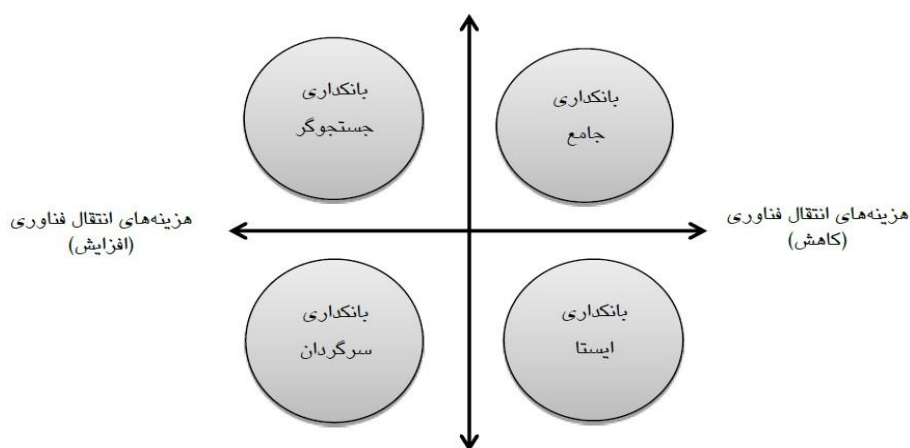 بانکداری
جامع
بانکداری
جستجوگر
هزینه‌های انتقال فناوری
(کاهش)
هزینه‌های انتقال فناوری
(افزایش)
بانکداری
ایستا
بانکداری
سرگردان